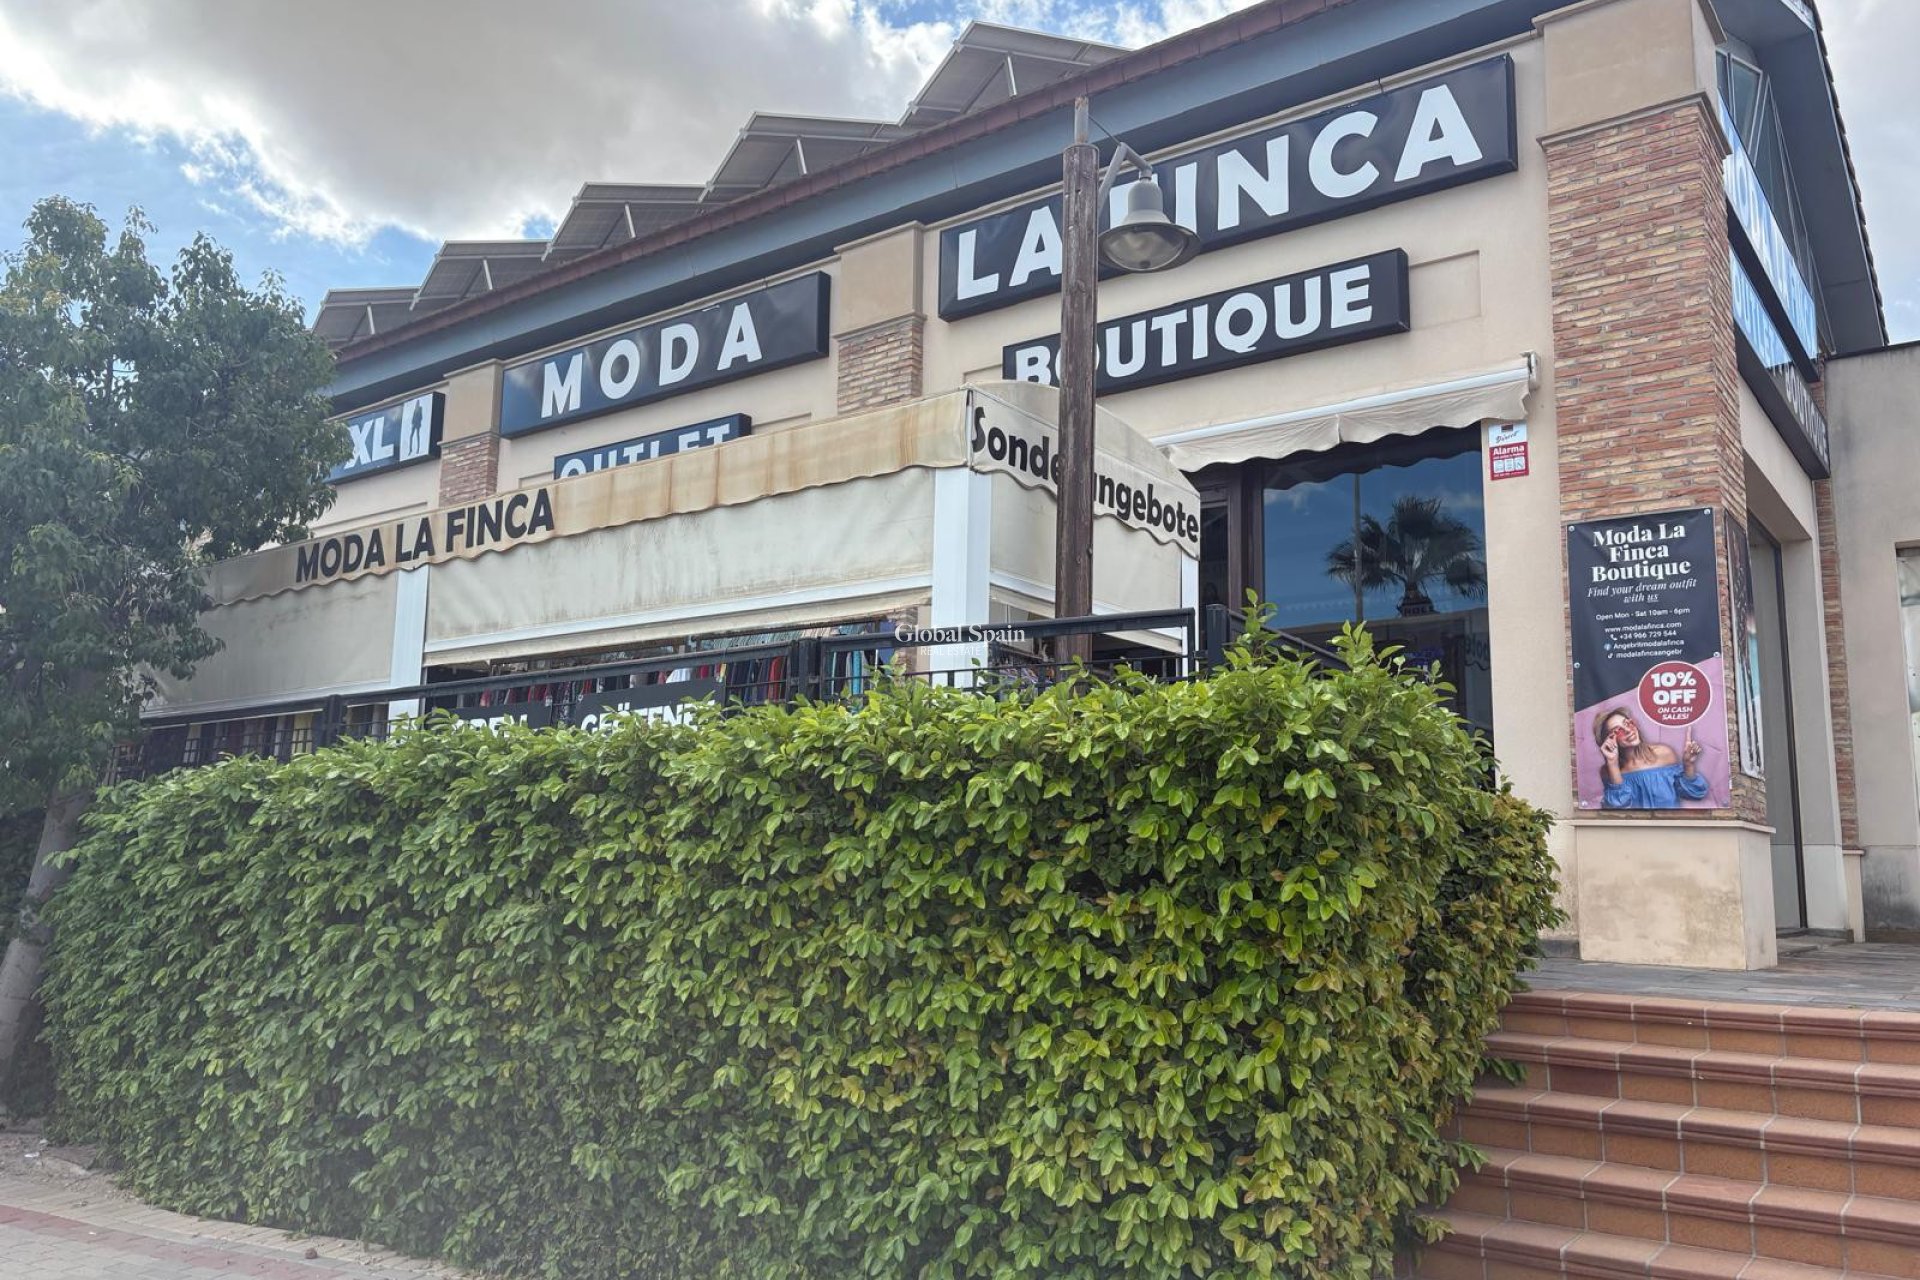 LA FINCA
BOUTIQUE
MODA
OUTLET
XL
MODA LA FINCA
Alarma
Moda La
Finca
Boutique
Find your dream outfit
with us
Open Mon - Sat 10am - 6pm
www.modalafinca.com
+34 966 729 544
Angebritmodalafinca
modalafincaangebr
10%
OFF
ON CASH
SALES!
Global Spain
REAL ESTATE